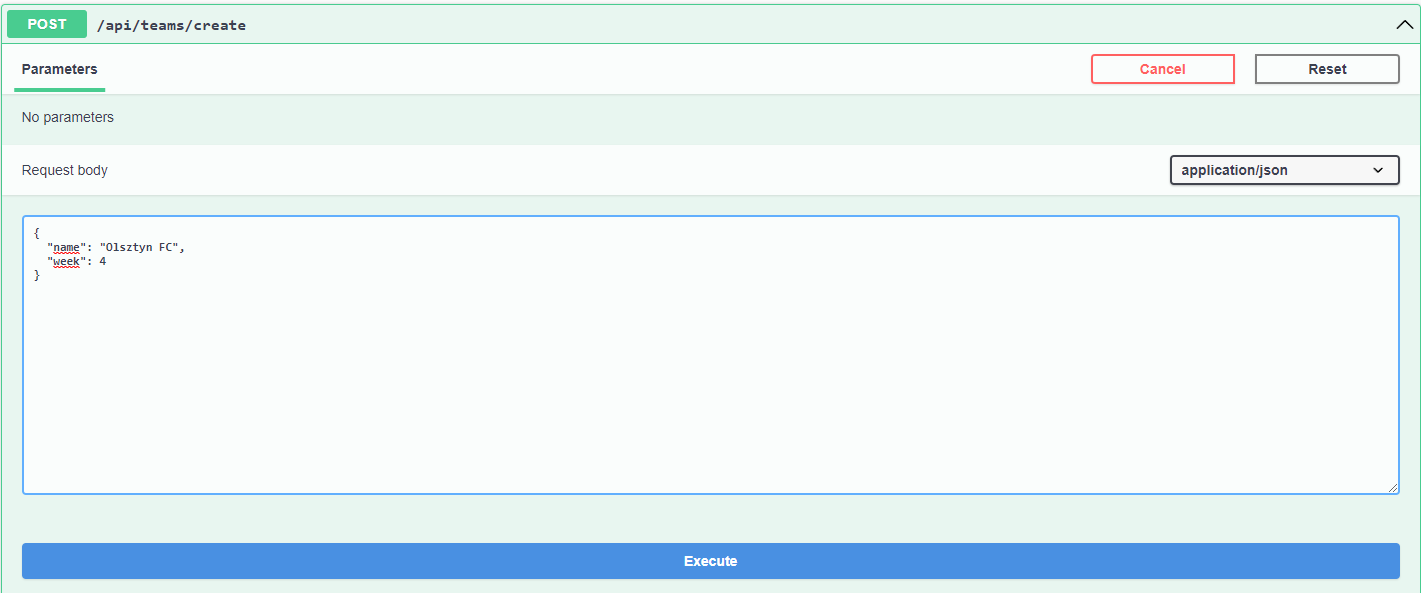 POST /api/teams/create
Parameters
Cancel
Reset
No parameters
Request body
application/json
{
  "name": "Olsztyn FC",
  "week": 4
}
Execute